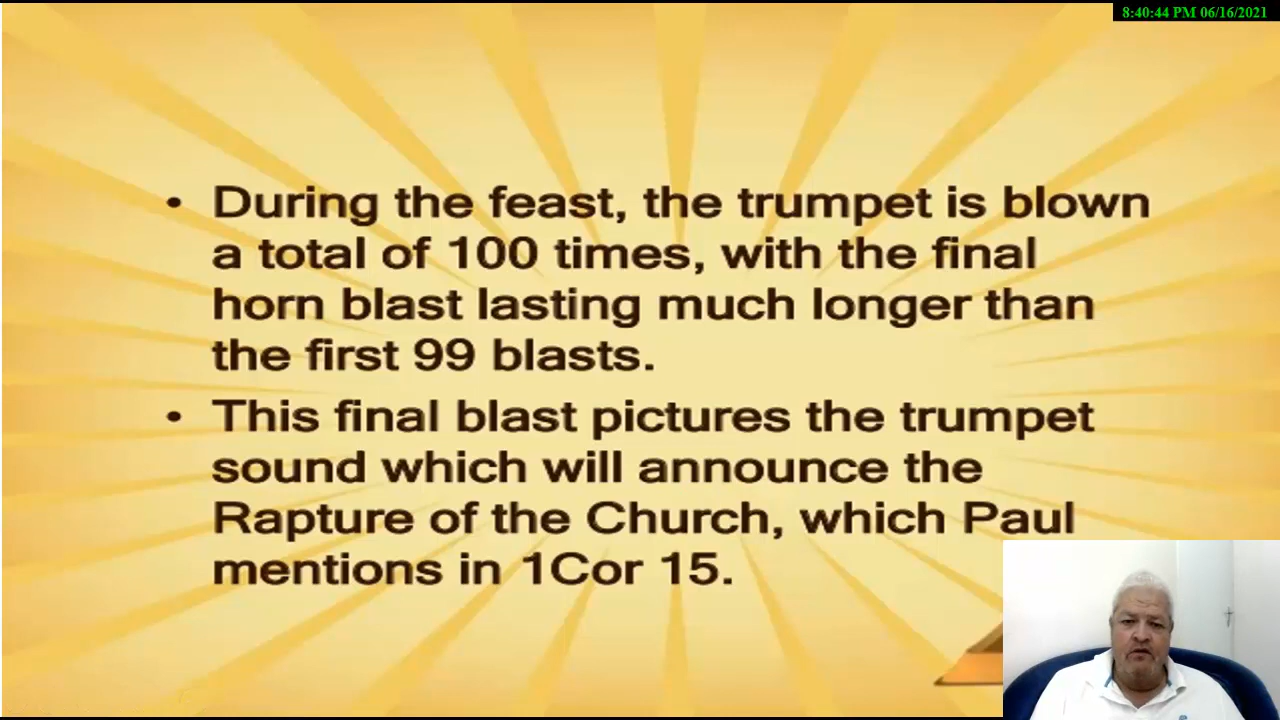 8:40:44 PM 06/16/2021
• During the feast, the trumpet is blown
a total of 100 times, with the final
horn blast lasting much longer than
the first 99 blasts.
• This final blast pictures the trumpet
sound which will announce the
Rapture of the Church, which Paul
mentions in 1Cor 15.